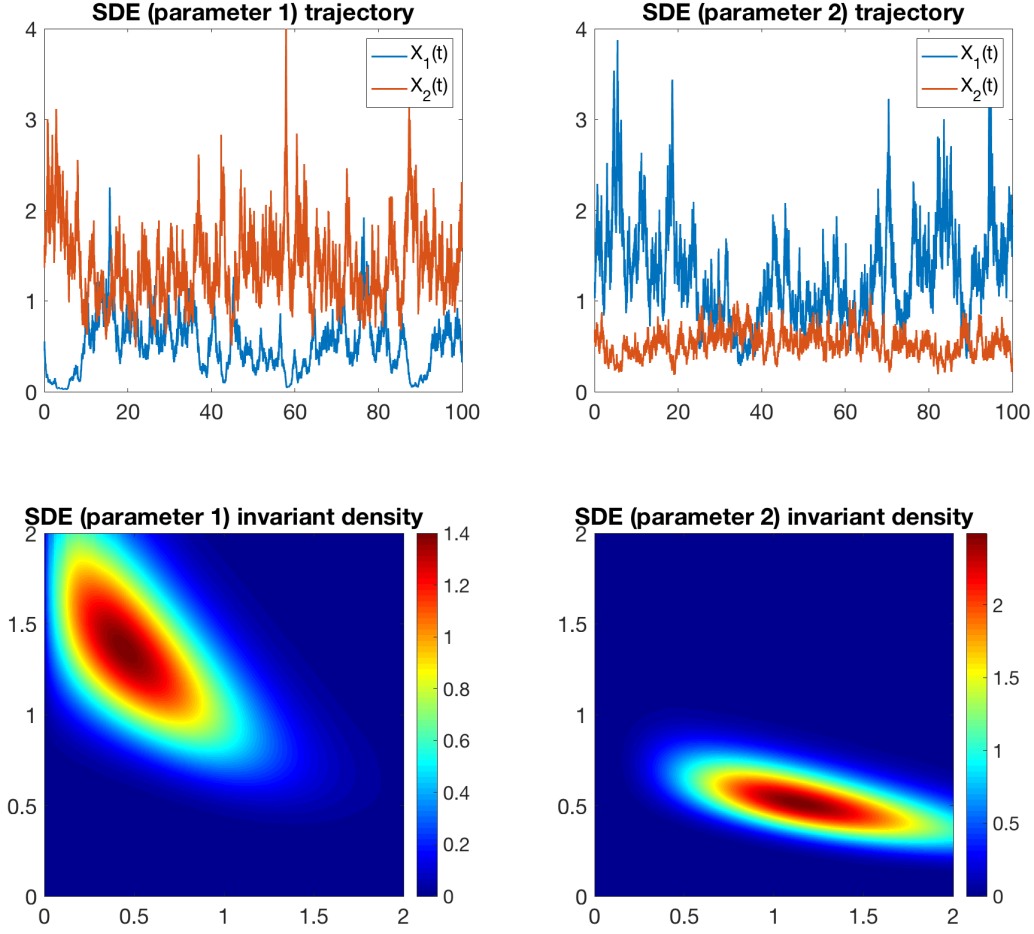 SDE (parameter 1) trajectory
4
3
2
1
0
0 20 40 60 80 100
X_1(t)
X_2(t)
SDE (parameter 2) trajectory
4
3
2
1
0
0 20 40 60 80 100
X_1(t)
X_2(t)
SDE (parameter 1) invariant density
2
1.5
1
0.5
0
0 0.5 1 1.5 2
1.4
1.2
1
0.8
0.6
0.4
0.2
0
SDE (parameter 2) invariant density
2
1.5
1
0.5
0
0 0.5 1 1.5 2
2
1.5
1
0.5
0